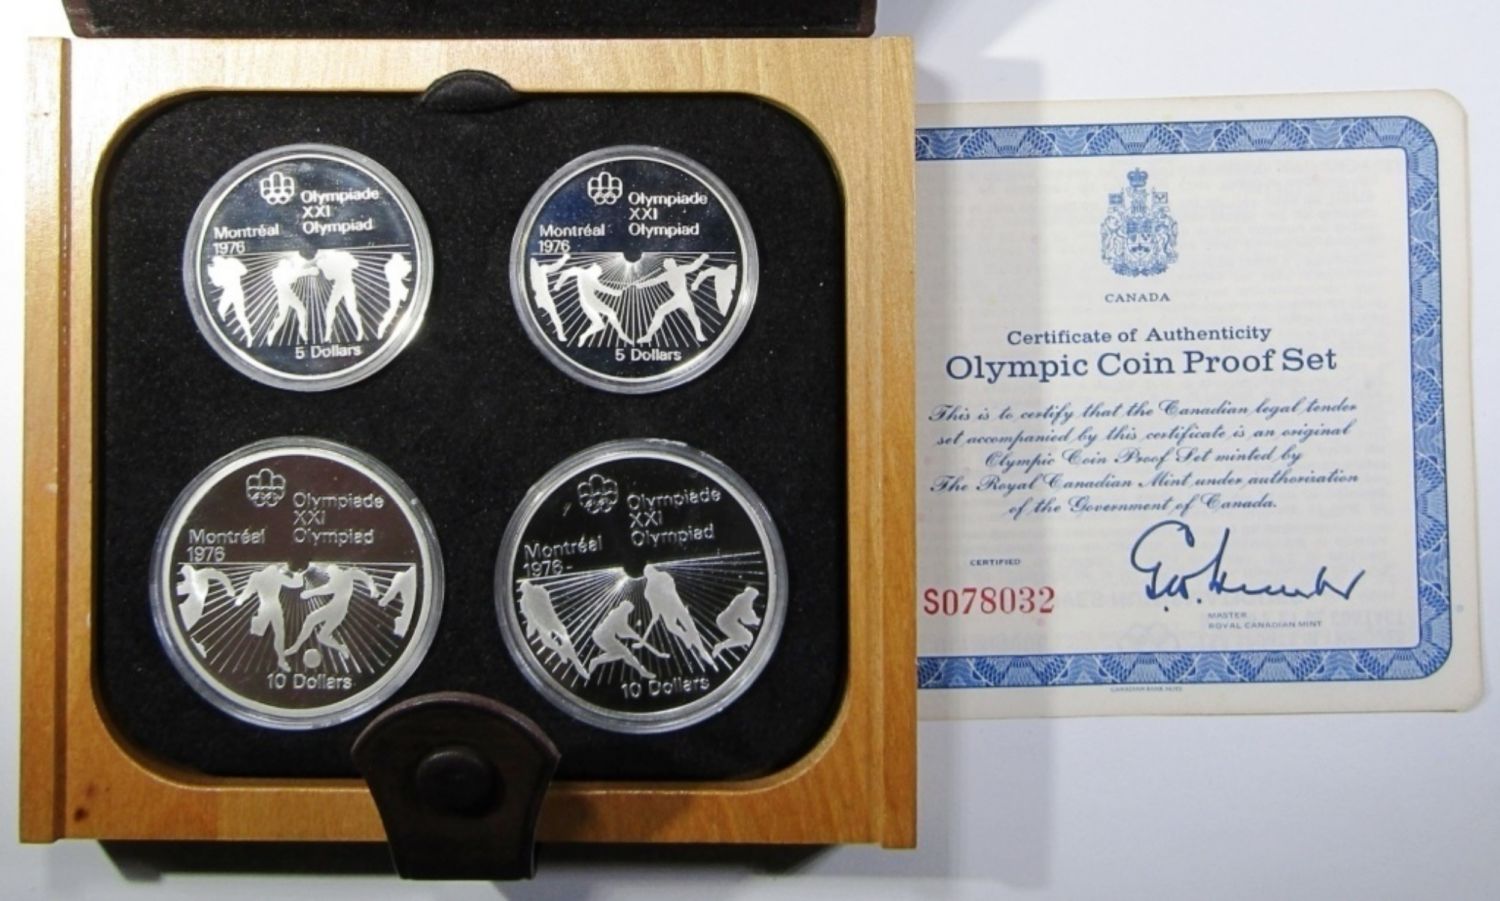 Olympiade
XXI
Olympiad
Montréal
1976
5 Dollars
Olympiade
XXI
Olympiad
Montréal
1976
5 Dollars
Olympiade
XXI
Olympiad
Montréal
1976
10 Dollars
Olympiade
XXI
Olympiad
Montréal
1976
10 Dollars
CANADA
Certificate of Authenticity
Olympic Coin Proof Set
This is to certify that the Canadian legal tender
set accompanied by this certificate is an original
Olympic Coin Proof Set minted by
The Royal Canadian Mint under authorization
of the Government of Canada.
CERTIFIED
S078032
MASTER
ROYAL CANADIAN MINT
CANADIAN BANK NOTE